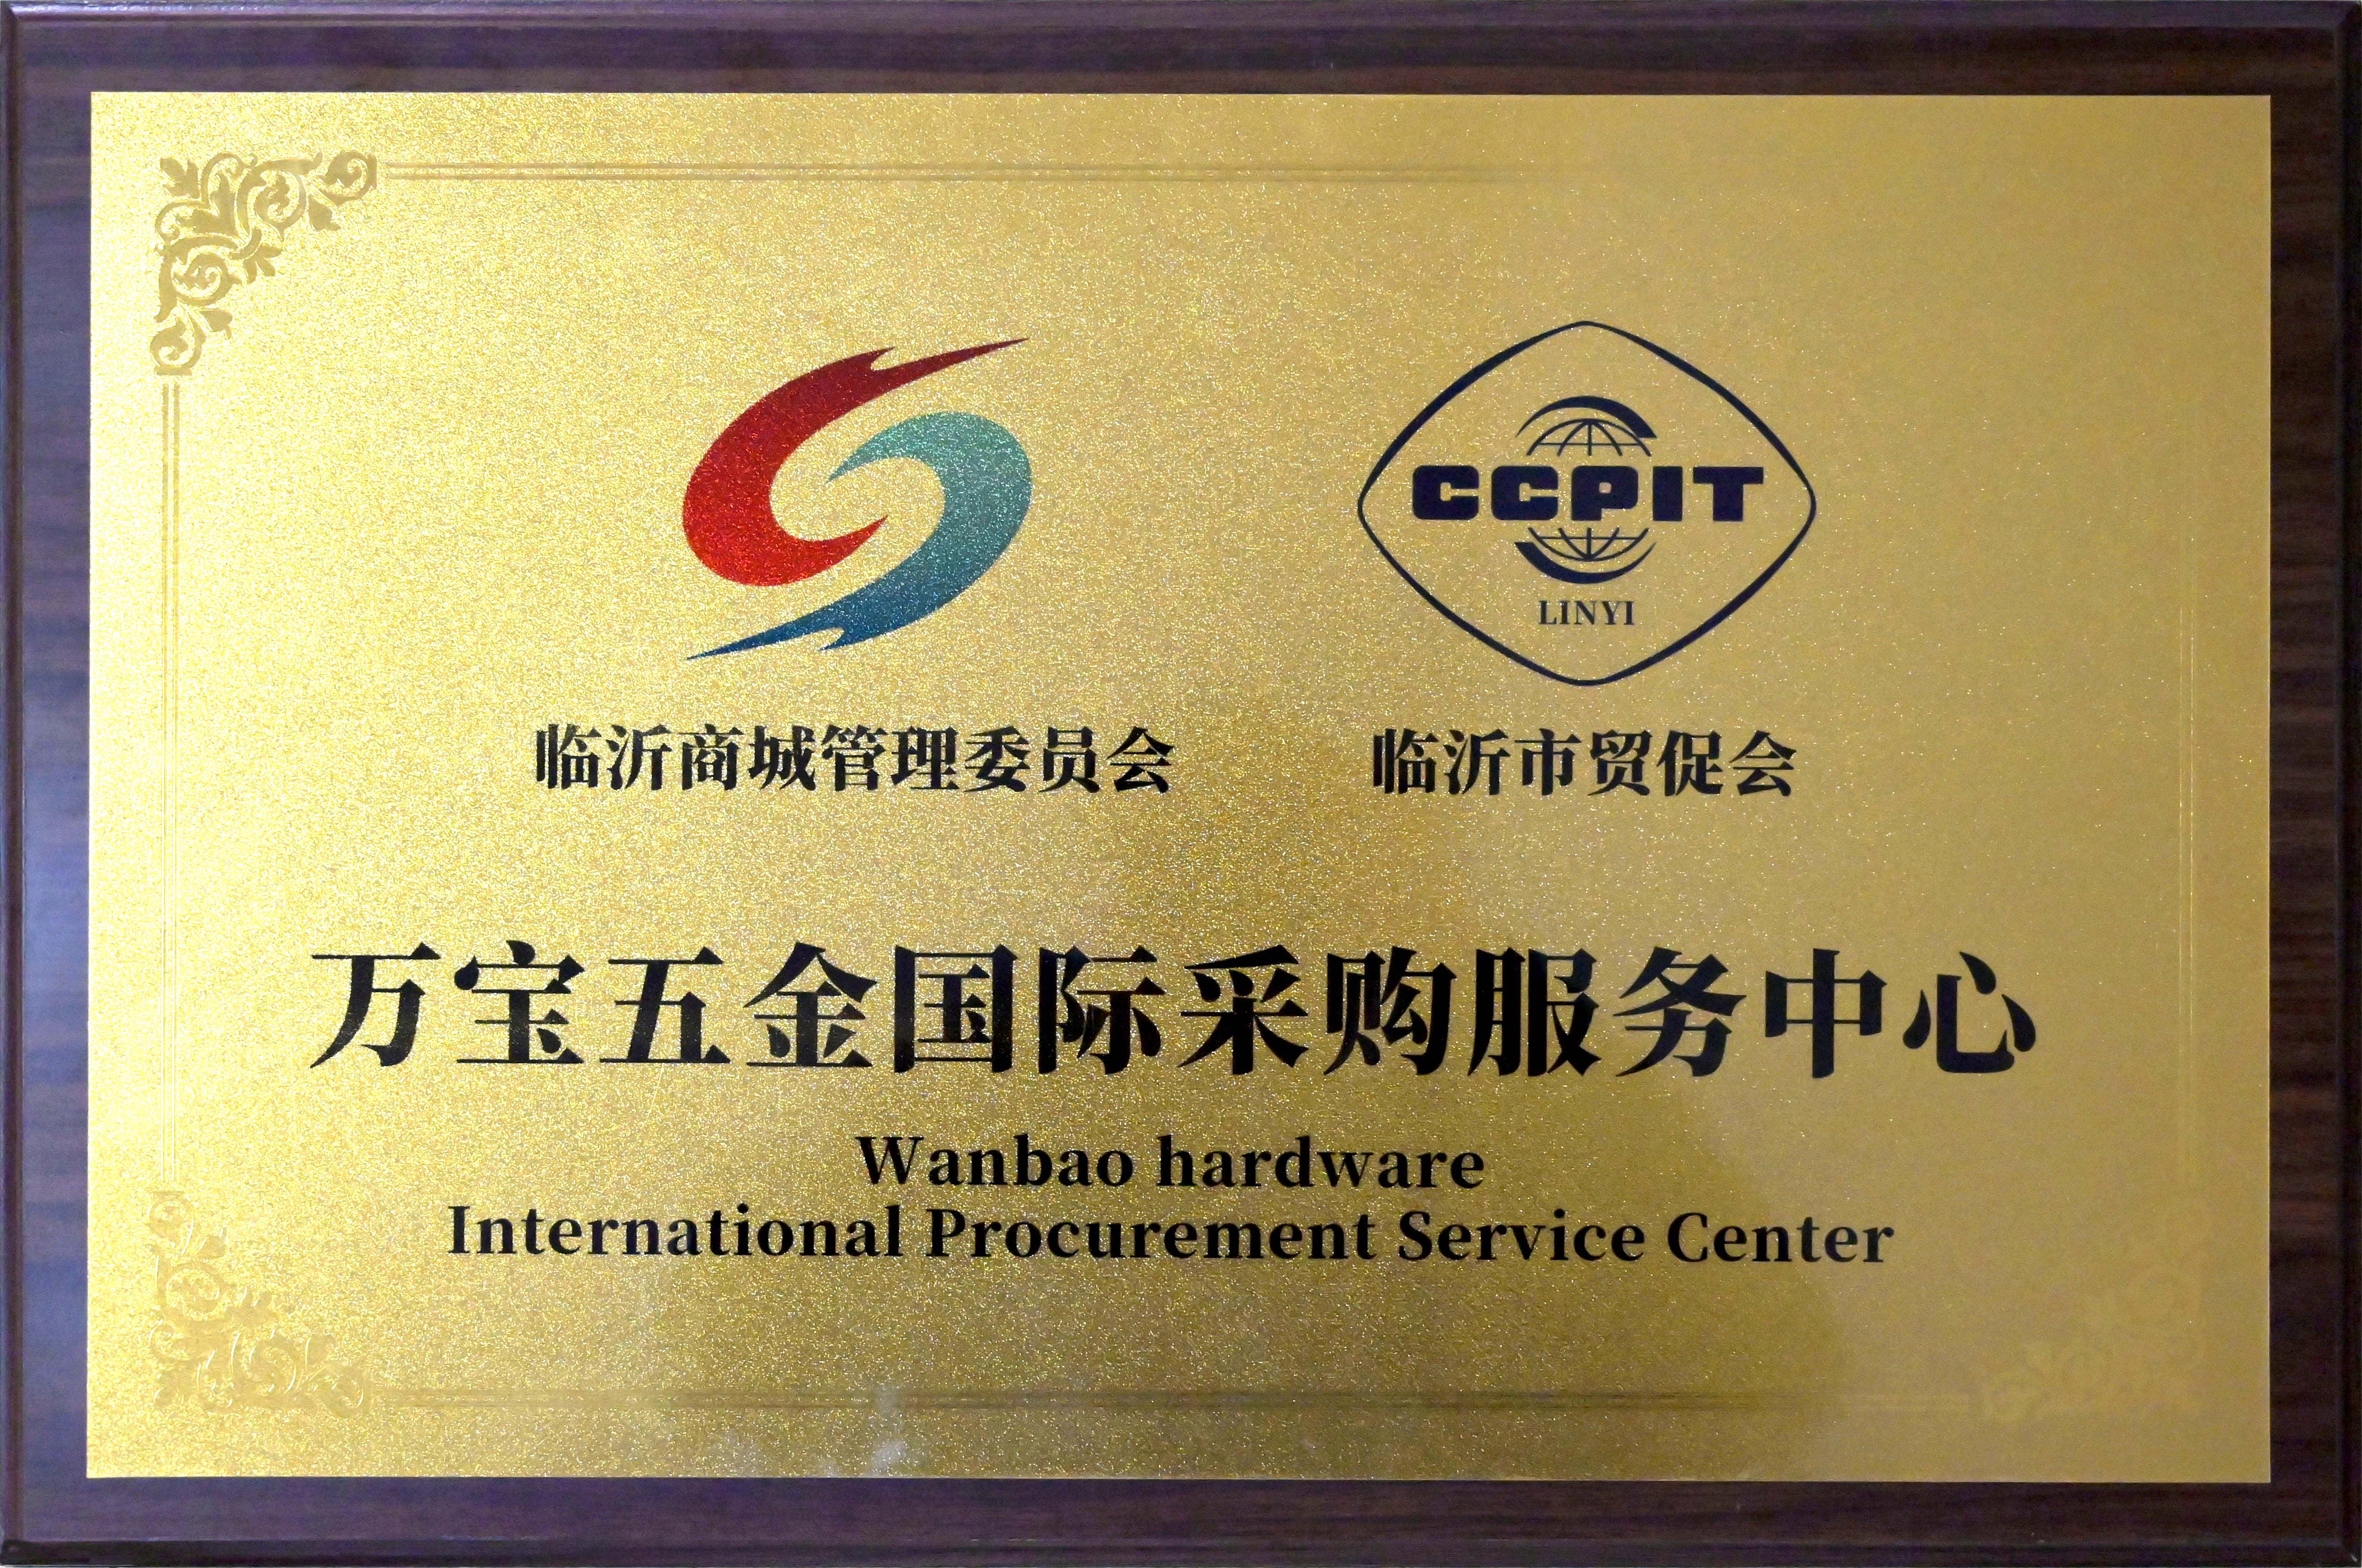 CCPIT
LINYI
临沂商城管理委员会
临沂市贸促会
万宝五金国际采购服务中心
Wanbao hardware
International Procurement Service Center